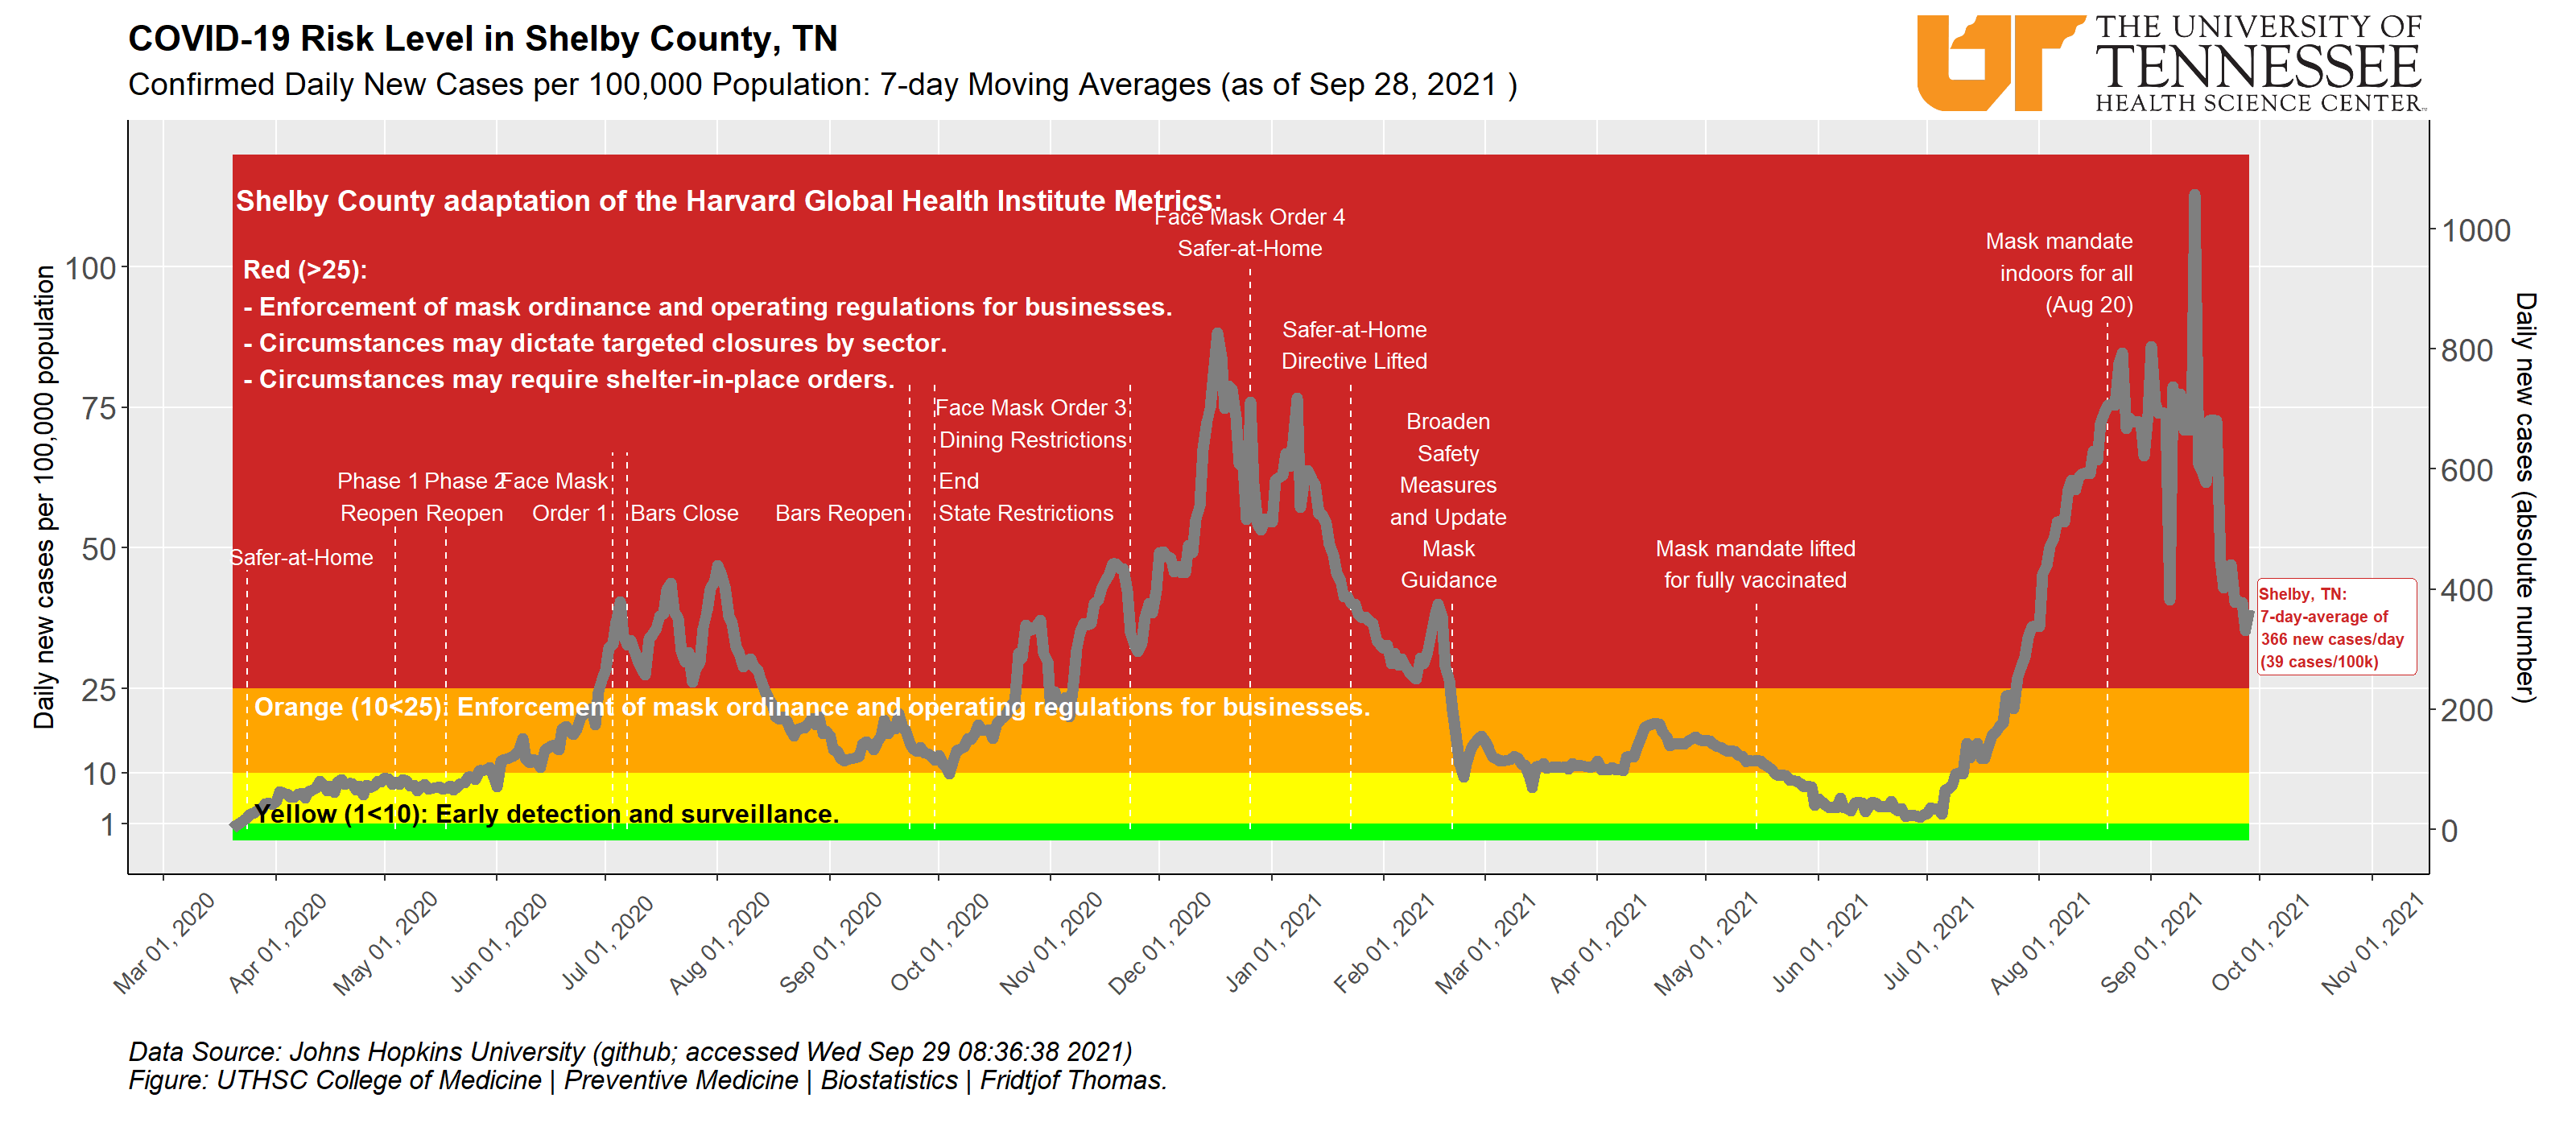 COVID-19 Risk Level in Shelby County, TN
Confirmed Daily New Cases per 100,000 Population: 7-day Moving Averages (as of Sep 28, 2021 )
UT
THE UNIVERSITY OF
TENNESSEE
HEALTH SCIENCE CENTER
Daily new cases per 100,000 population
100
75
50
25
10
1
Shelby County adaptation of the Harvard Global Health Institute Metrics:
Red (>25):
- Enforcement of mask ordinance and operating regulations for businesses.
- Circumstances may dictate targeted closures by sector.
- Circumstances may require shelter-in-place orders.
Safer-at-Home
Phase 1
Reopen
Phase 2
Reopen
Face Mask
Order 1
Bars Close
Bars Reopen
End
State Restrictions
Face Mask Order 3
Dining Restrictions
Face Mask Order 4
Safer-at-Home
Safer-at-Home
Directive Lifted
Broaden
Safety
Measures
and Update
Mask
Guidance
Mask mandate lifted
for fully vaccinated
Mask mandate
indoors for all
(Aug 20)
Orange (10<25): Enforcement of mask ordinance and operating regulations for businesses.
Yellow (1<10): Early detection and surveillance.
Shelby, TN:
7-day-average of
366 new cases/day
(39 cases/100k)
1000
800
600
400
200
0
Daily new cases (absolute number)
Mar 01, 2020
Apr 01, 2020
May 01, 2020
Jun 01, 2020
Jul 01, 2020
Aug 01, 2020
Sep 01, 2020
Oct 01, 2020
Nov 01, 2020
Dec 01, 2020
Jan 01, 2021
Feb 01, 2021
Mar 01, 2021
Apr 01, 2021
May 01, 2021
Jun 01, 2021
Jul 01, 2021
Aug 01, 2021
Sep 01, 2021
Oct 01, 2021
Nov 01, 2021
Data Source: Johns Hopkins University (github; accessed Wed Sep 29 08:36:38 2021)
Figure: UTHSC College of Medicine | Preventive Medicine | Biostatistics | Fridtjof Thomas.